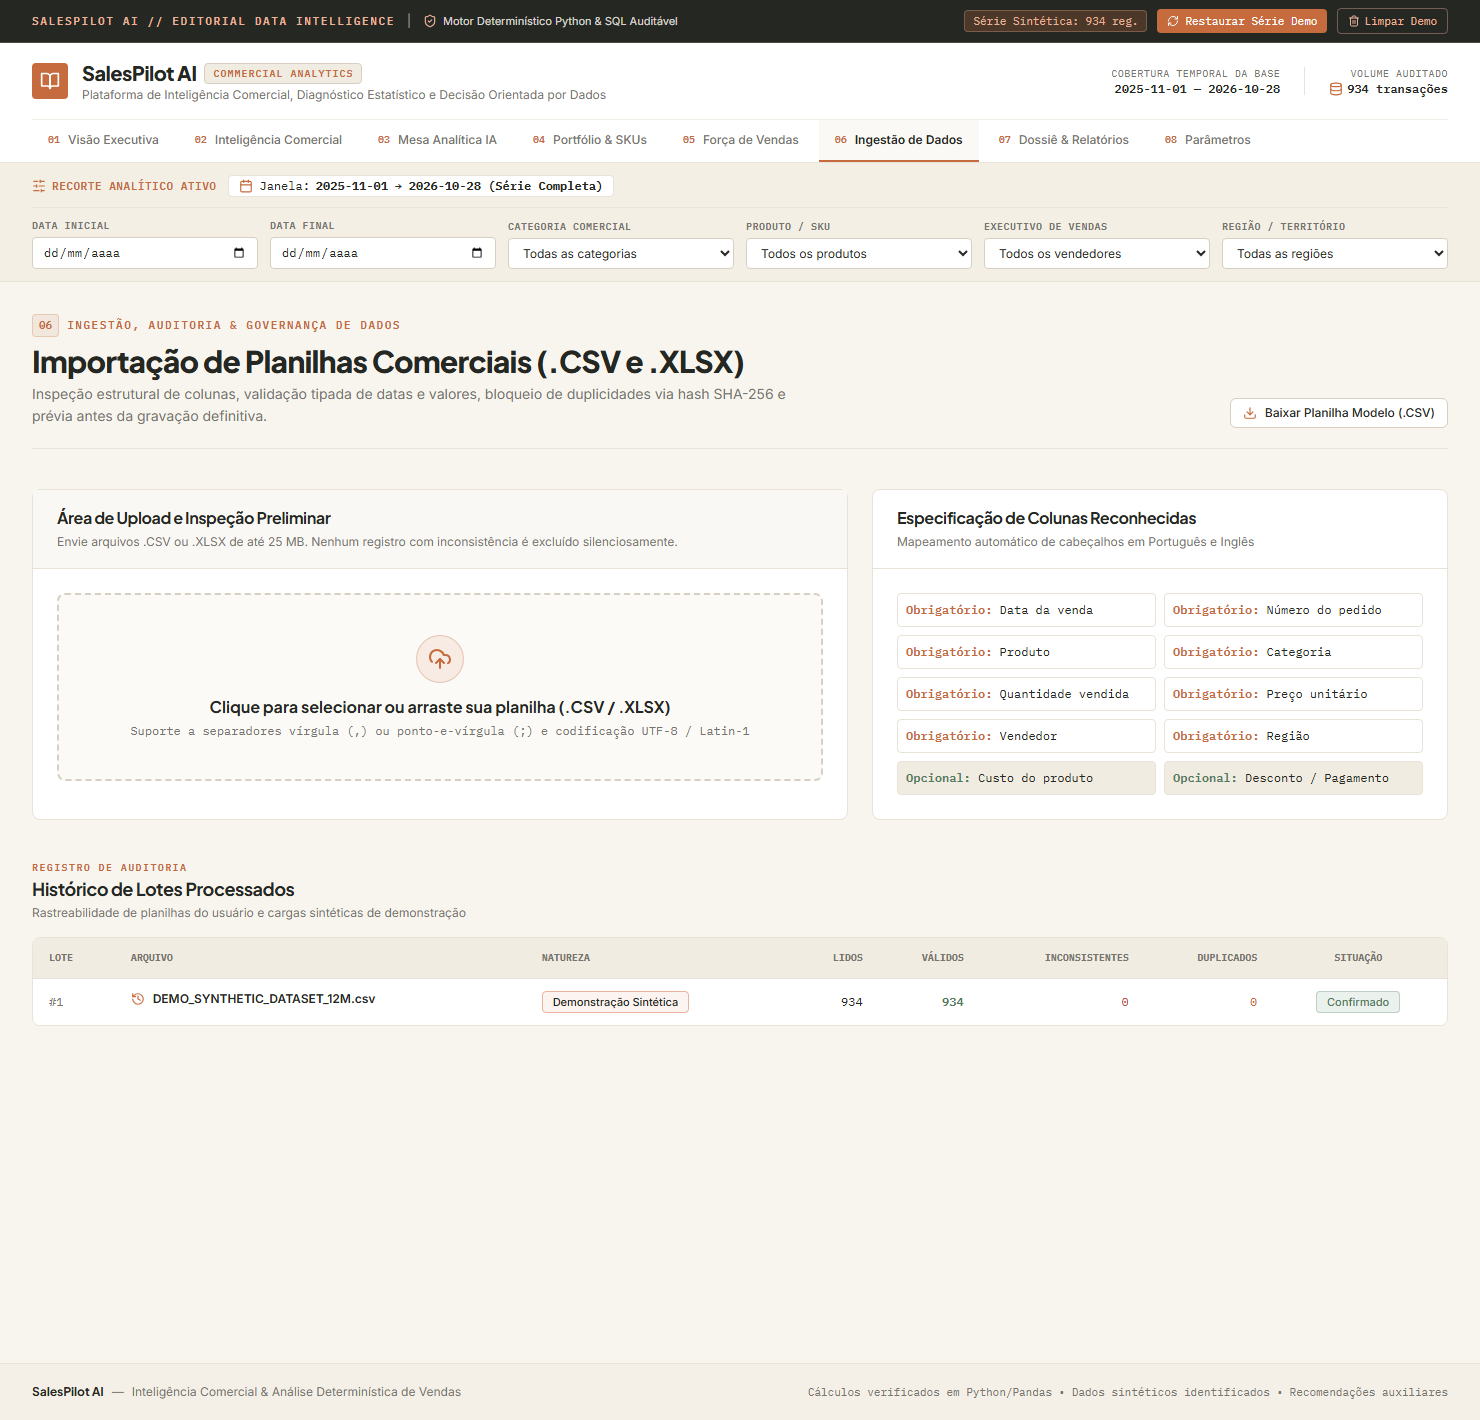 SALESPILOT AI // EDITORIAL DATA INTELLIGENCE | Motor Determinístico Python & SQL Auditável
Série Sintética: 934 reg.
Restaurar Série Demo
Limpar Demo
SalesPilot AI COMMERCIAL ANALYTICS
Plataforma de Inteligência Comercial, Diagnóstico Estatístico e Decisão Orientada por Dados
COBERTURA TEMPORAL DA BASE
2025-11-01 — 2026-10-28
VOLUME AUDITADO
934 transações
01 Visão Executiva
02 Inteligência Comercial
03 Mesa Analítica IA
04 Portfólio & SKUs
05 Força de Vendas
06 Ingestão de Dados
07 Dossiê & Relatórios
08 Parâmetros
RECORTE ANALÍTICO ATIVO
Janela: 2025-11-01 → 2026-10-28 (Série Completa)
DATA INICIAL
dd/mm/aaaa
DATA FINAL
dd/mm/aaaa
CATEGORIA COMERCIAL
Todas as categorias
PRODUTO / SKU
Todos os produtos
EXECUTIVO DE VENDAS
Todos os vendedores
REGIÃO / TERRITÓRIO
Todas as regiões
06 INGESTÃO, AUDITORIA & GOVERNANÇA DE DADOS
Importação de Planilhas Comerciais (.CSV e .XLSX)
Inspeção estrutural de colunas, validação tipada de datas e valores, bloqueio de duplicidades via hash SHA-256 e
prévia antes da gravação definitiva.
Baixar Planilha Modelo (.CSV)
Área de Upload e Inspeção Preliminar
Envie arquivos .CSV ou .XLSX de até 25 MB. Nenhum registro com inconsistência é excluído silenciosamente.
Clique para selecionar ou arraste sua planilha (.CSV / .XLSX)
Suporte a separadores vírgula (,) ou ponto-e-vírgula (;) e codificação UTF-8 / Latin-1
Especificação de Colunas Reconhecidas
Mapeamento automático de cabeçalhos em Português e Inglês
Obrigatório: Data da venda
Obrigatório: Número do pedido
Obrigatório: Produto
Obrigatório: Categoria
Obrigatório: Quantidade vendida
Obrigatório: Preço unitário
Obrigatório: Vendedor
Obrigatório: Região
Opcional: Custo do produto
Opcional: Desconto / Pagamento
REGISTRO DE AUDITORIA
Histórico de Lotes Processados
Rastreabilidade de planilhas do usuário e cargas sintéticas de demonstração
LOTE ARQUIVO NATUREZA LIDOS VÁLIDOS INCONSISTENTES DUPLICADOS SITUAÇÃO
#1 DEMO_SYNTHETIC_DATASET_12M.csv Demonstração Sintética 934 934 0 0 Confirmado
SalesPilot AI — Inteligência Comercial & Análise Determinística de Vendas
Cálculos verificados em Python/Pandas • Dados sintéticos identificados • Recomendações auxiliares